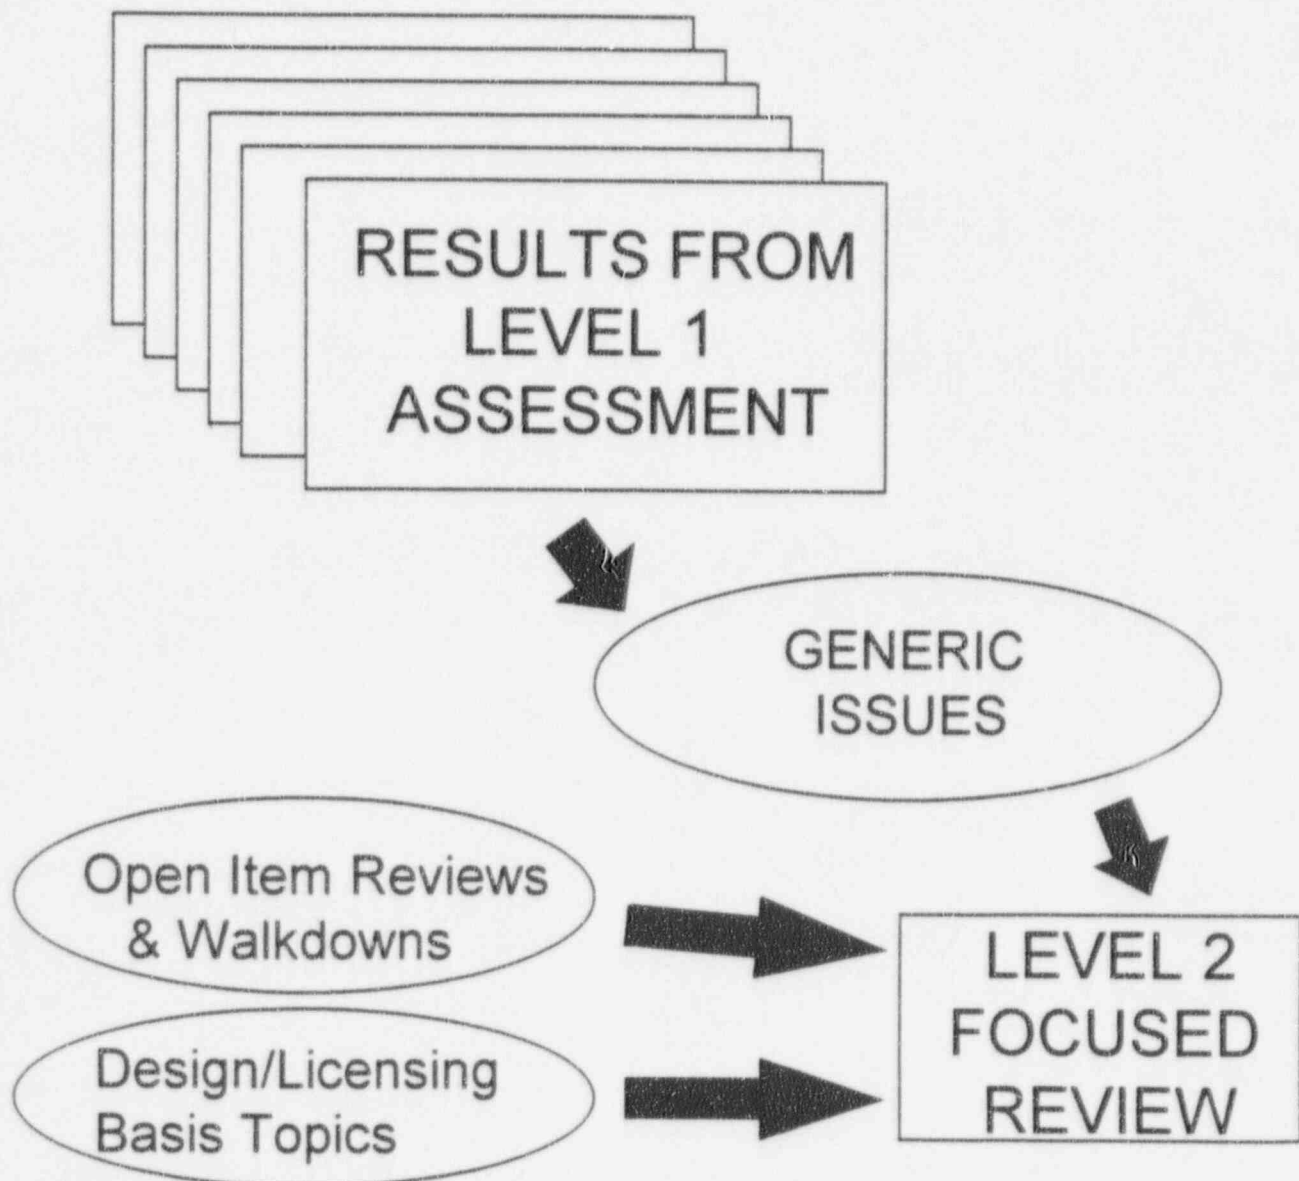 RESULTS FROM
LEVEL 1
ASSESSMENT
GENERIC
ISSUES
Open Item Reviews
& Walkdowns
Design/Licensing
Basis Topics
LEVEL 2
FOCUSED
REVIEW